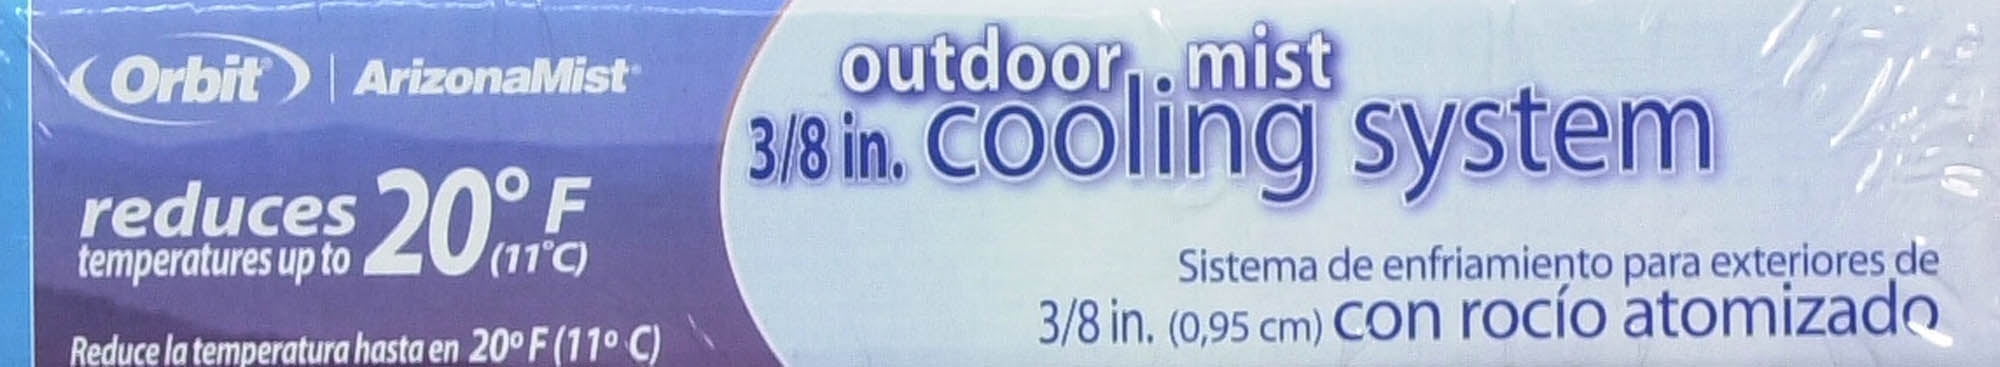 Orbit® | ArizonaMist®
reduces
temperatures up to 20° F
(11°C)
Reduce la temperatura hasta en 20° F (11° C)
outdoor mist
3/8 in. cooling system
Sistema de enfriamiento para exteriores de
3/8 in. (0,95 cm) con rocío atomizado